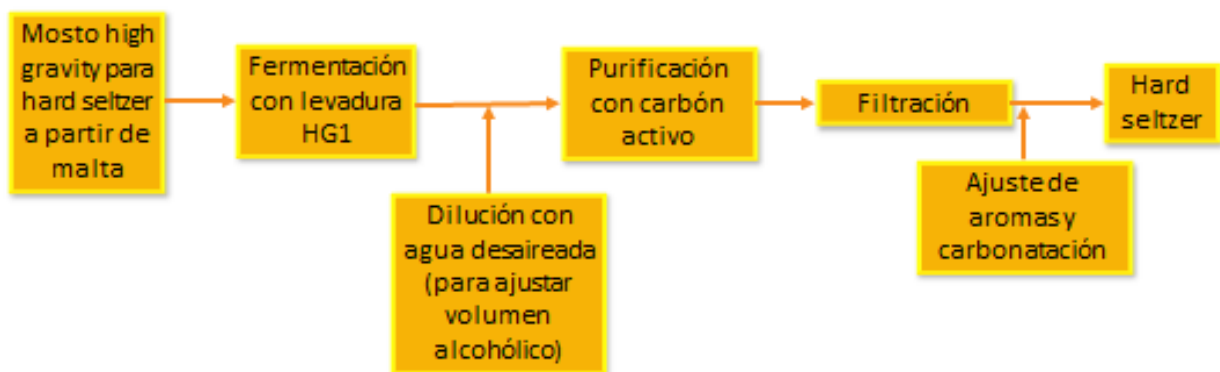 Mosto high
gravity para
hard seltzer
a partir de
malta
Fermentación
con levadura
HG1
Dilución con
agua desaireada
(para ajustar
volumen
alcohólico)
Purificación
con carbón
activo
Filtración
Ajuste de
aromas y
carbonatación
Hard
seltzer